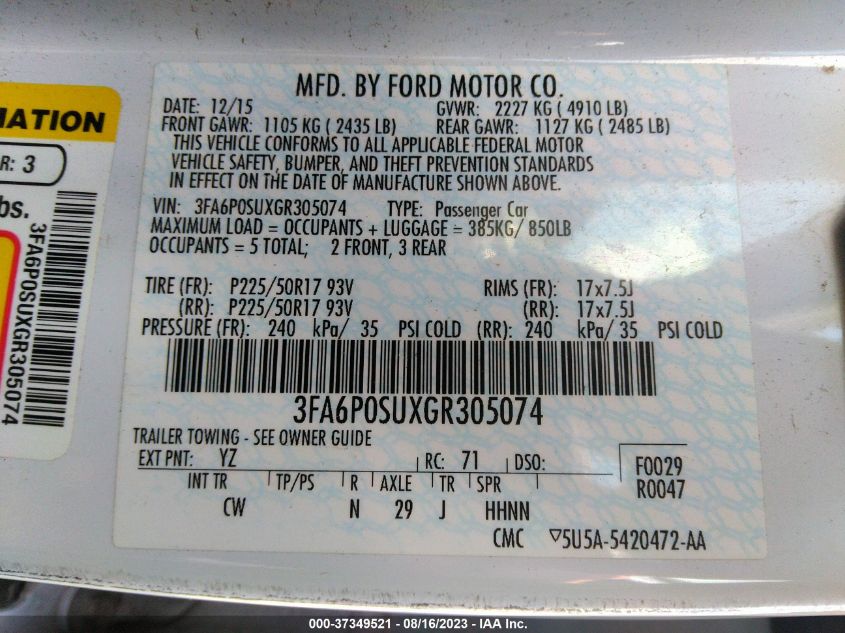 MFD. BY FORD MOTOR CO.
DATE: 12/15 GVWR: 2227 KG ( 4910 LB)
FRONT GAWR: 1105 KG ( 2435 LB) REAR GAWR: 1127 KG ( 2485 LB)
THIS VEHICLE CONFORMS TO ALL APPLICABLE FEDERAL MOTOR
VEHICLE SAFETY, BUMPER, AND THEFT PREVENTION STANDARDS
IN EFFECT ON THE DATE OF MANUFACTURE SHOWN ABOVE.
VIN: 3FA6P0SUXGR305074 TYPE: Passenger Car
MAXIMUM LOAD = OCCUPANTS + LUGGAGE = 385KG/ 850LB
OCCUPANTS = 5 TOTAL; 2 FRONT, 3 REAR
TIRE (FR): P225/50R17 93V RIMS (FR): 17x7.5J
(RR): P225/50R17 93V (RR): 17x7.5J
PRESSURE (FR): 240 kPa/ 35 PSI COLD (RR): 240 kPa/ 35 PSI COLD
3FA6P0SUXGR305074
TRAILER TOWING - SEE OWNER GUIDE
EXT PNT: YZ RC: 71 DSO: F0029
INT TR TP/PS R AXLE TR SPR R0047
CW N 29 J HHNN
CMC ▽5U5A-5420472-AA
MATION
R: 3
bs.
3FA6P0SUXGR305074
000-37349521 - 08/16/2023 - IAA Inc.